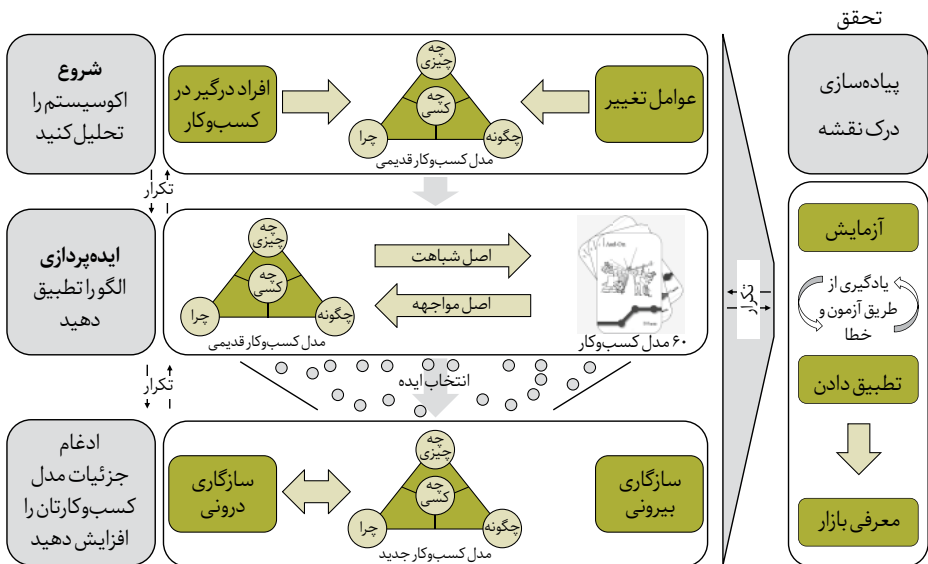 تحقق
شروع
اکوسیستم را
تحلیل کنید
افراد درگیر در
کسب‌وکار
چه
چیزی
چه
کسی
چرا
چگونه
مدل کسب‌وکار قدیمی
عوامل تغییر
پیاده‌سازی
درک نقشه
تکرار
ایده‌پردازی
الگو را تطبیق
دهید
چه
چیزی
چه
کسی
چرا
چگونه
مدل کسب‌وکار قدیمی
اصل شباهت
اصل مواجهه
Add-On
۶۰ مدل کسب‌وکار
تکرار
آزمایش
یادگیری از
طریق آزمون و
خطا
تطبیق دادن
معرفی بازار
تکرار
انتخاب ایده
ادغام
جزئیات مدل
کسب‌وکارتان را
افزایش دهید
سازگاری
درونی
چه
چیزی
چه
کسی
چرا
چگونه
مدل کسب‌وکار جدید
سازگاری
بیرونی